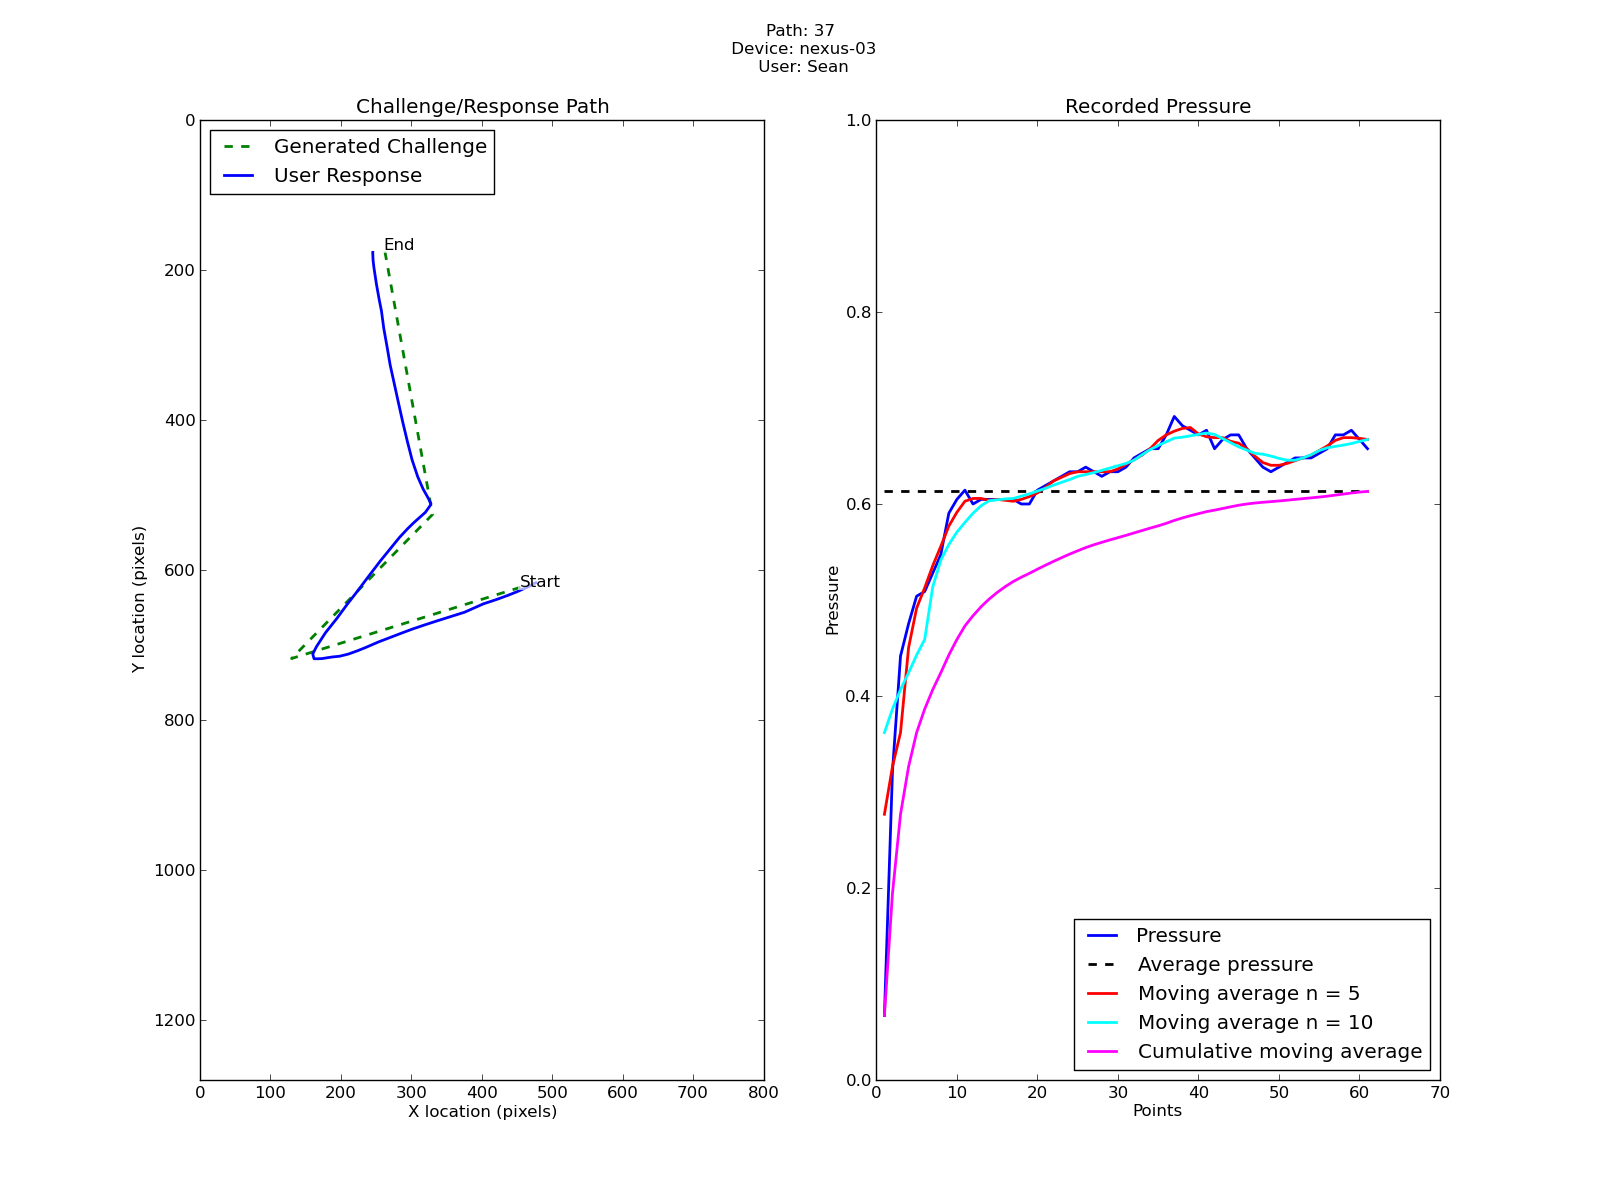 Path: 37
Device: nexus-03
User: Sean
Challenge/Response Path
Generated Challenge
User Response
End
Start
0
200
400
600
800
1000
1200
Y location (pixels)
0 100 200 300 400 500 600 700 800
X location (pixels)
Recorded Pressure
1.0
0.8
0.6
0.4
0.2
0.0
Pressure
Pressure
Average pressure
Moving average n = 5
Moving average n = 10
Cumulative moving average
0 10 20 30 40 50 60 70
Points